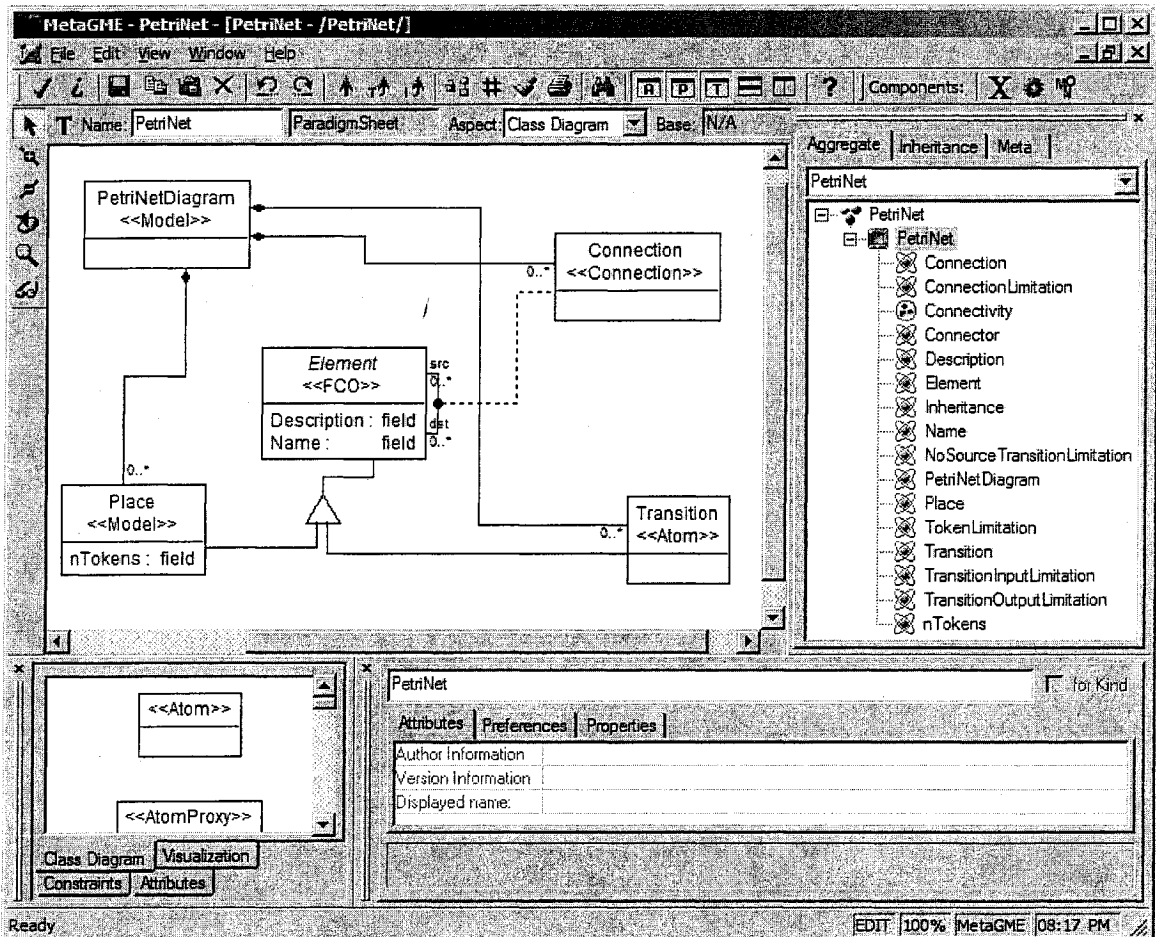 MetaGME - PetriNet - [PetriNet - /PetriNet/]
File Edit View Window Help
Components:
Name: PetriNet ParadigmSheet Aspect: Class Diagram Base: N/A
Aggregate Inheritance Meta
PetriNet
PetriNet
PetriNet
Connection
ConnectionLimitation
Connectivity
Connector
Description
Element
Inheritance
Name
NoSourceTransitionLimitation
PetriNetDiagram
Place
TokenLimitation
Transition
TransitionInputLimitation
TransitionOutputLimitation
nTokens
PetriNetDiagram
<<Model>>
Connection
<<Connection>>
0..*
Element
<<FCO>>
Description : field
Name : field
src
0..*
dst
0..*
0..*
Place
<<Model>>
nTokens : field
Transition
<<Atom>>
0..*
<<Atom>>
<<AtomProxy>>
Class Diagram Visualization
Constraints Attributes
PetriNet for Kind
Attributes Preferences Properties
Author Information
Version Information
Displayed name:
Ready EDIT 100% MetaGME 08:17 PM